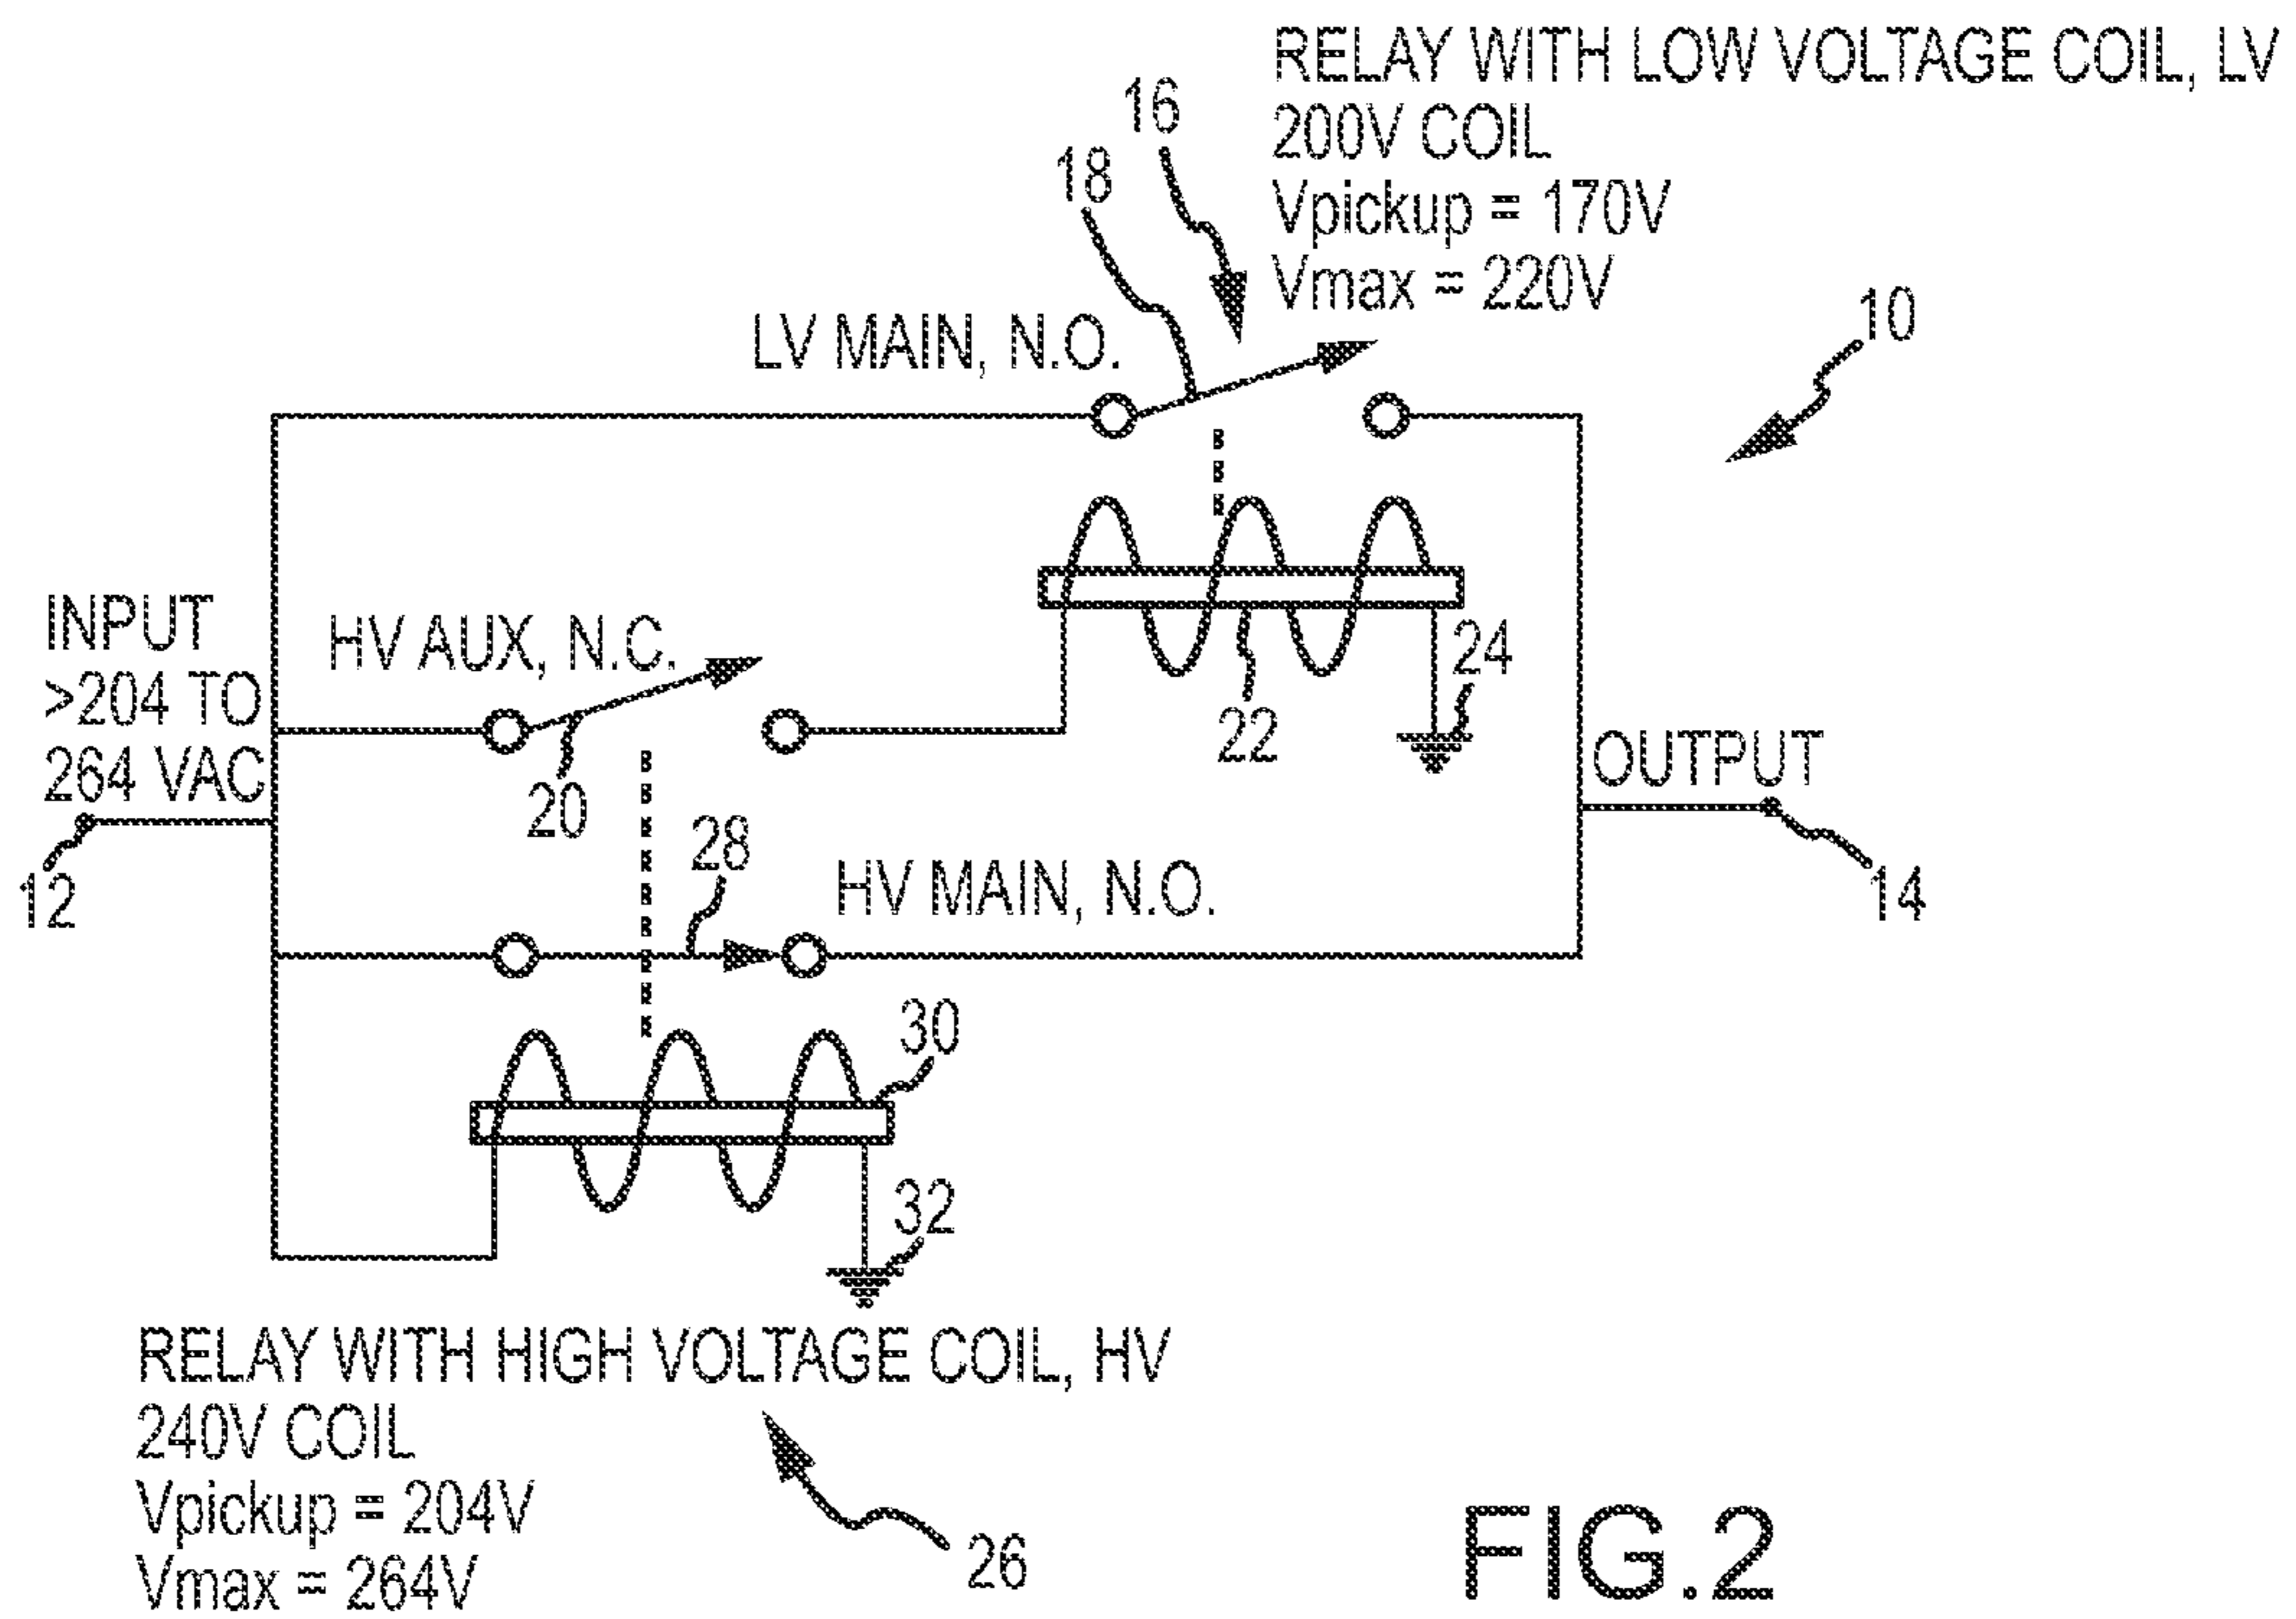 RELAY WITH LOW VOLTAGE COIL, LV
200V COIL
Vpickup = 170V
Vmax = 220V
16
18
10
LV MAIN, N.O.
INPUT
>204 TO
264 VAC
12
HV AUX, N.C.
20
22
24
OUTPUT
14
28
HV MAIN, N.O.
30
32
RELAY WITH HIGH VOLTAGE COIL, HV
240V COIL
Vpickup = 204V
Vmax = 264V
26
FIG.2